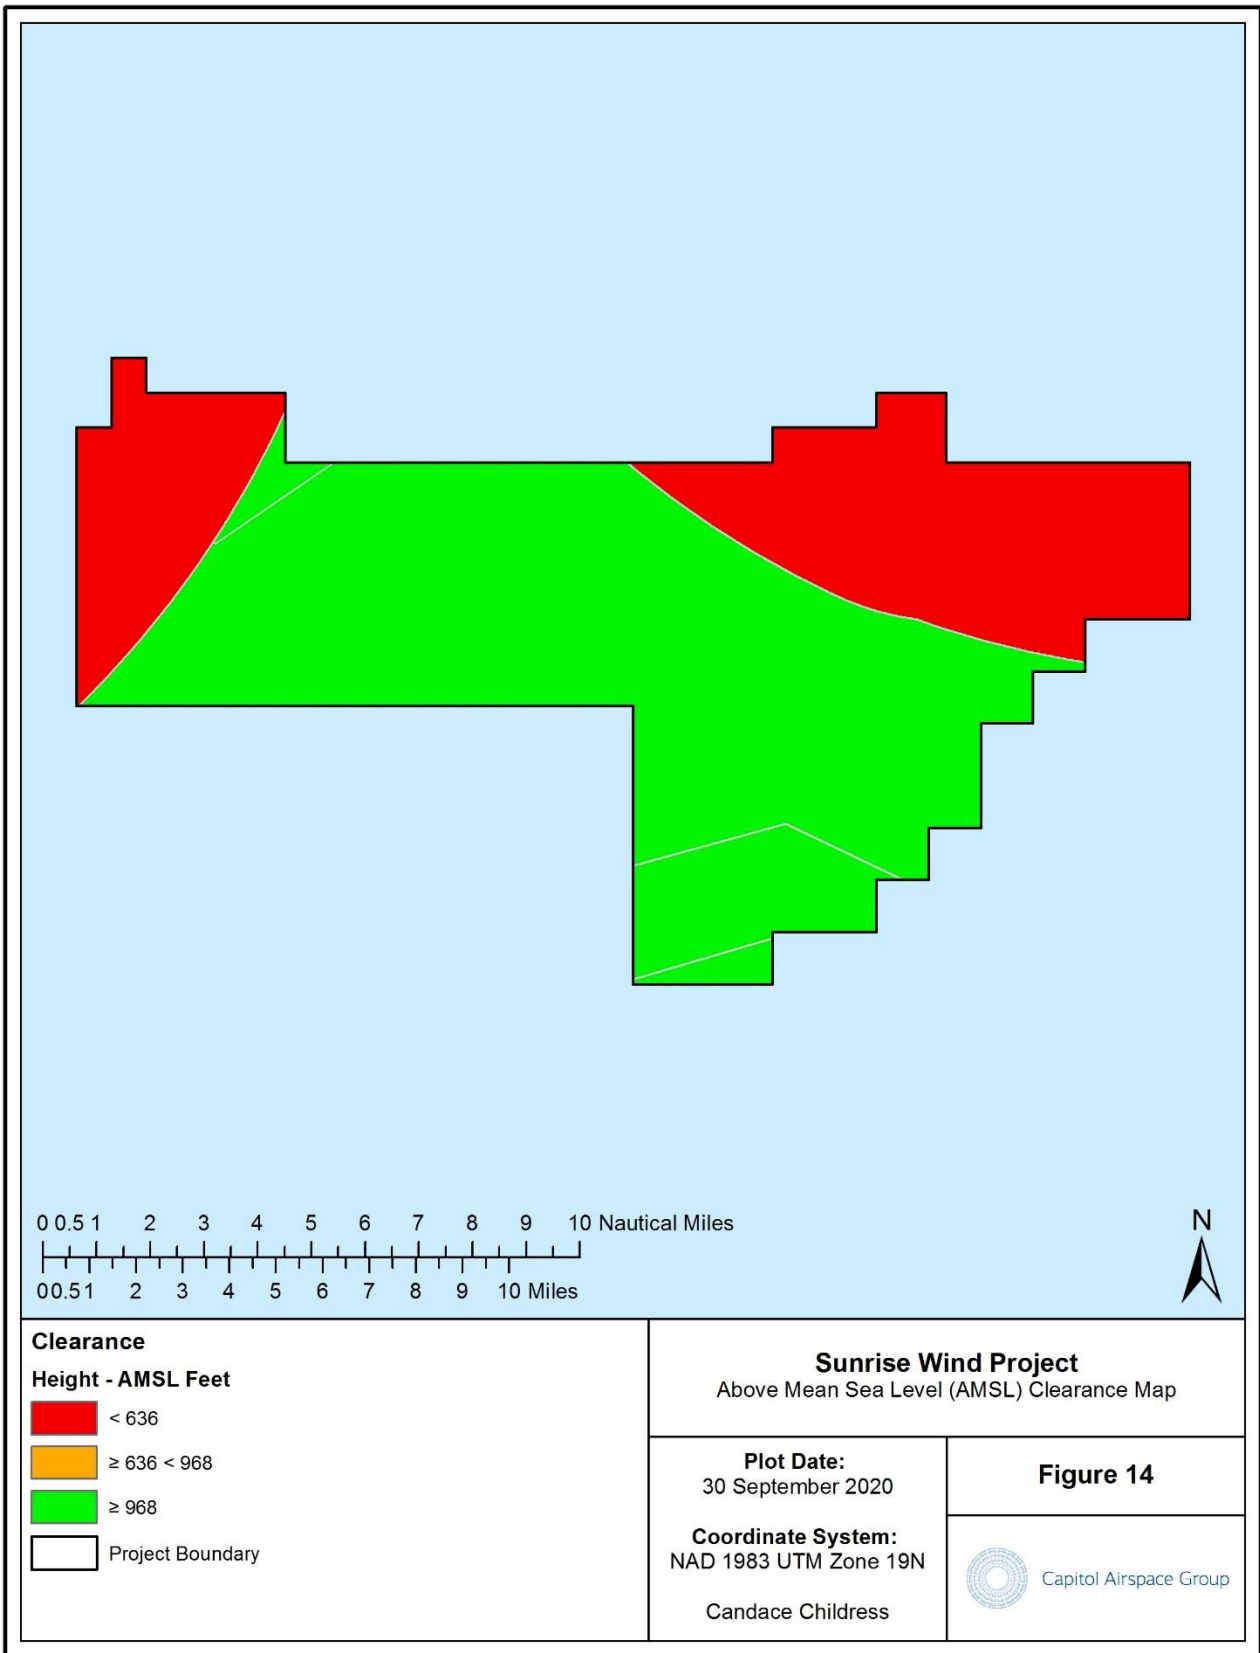 0 0.5 1 2 3 4 5 6 7 8 9 10 Nautical Miles
0 0.5 1 2 3 4 5 6 7 8 9 10 Miles
N
Clearance
Height - AMSL Feet
< 636
≥ 636 < 968
≥ 968
Project Boundary
Sunrise Wind Project
Above Mean Sea Level (AMSL) Clearance Map
Plot Date:
30 September 2020
Coordinate System:
NAD 1983 UTM Zone 19N
Candace Childress
Figure 14
Capitol Airspace Group